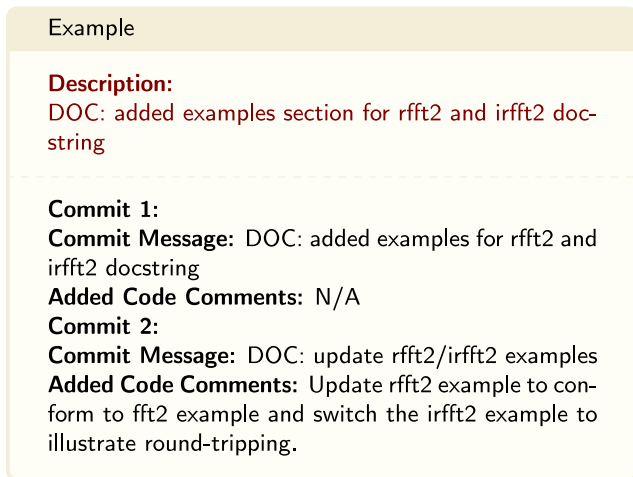 Example
Description:
DOC: added examples section for rfft2 and irfft2 doc-
string
Commit 1:
Commit Message: DOC: added examples for rfft2 and
irfft2 docstring
Added Code Comments: N/A
Commit 2:
Commit Message: DOC: update rfft2/irfft2 examples
Added Code Comments: Update rfft2 example to con-
form to fft2 example and switch the irfft2 example to
illustrate round-tripping.